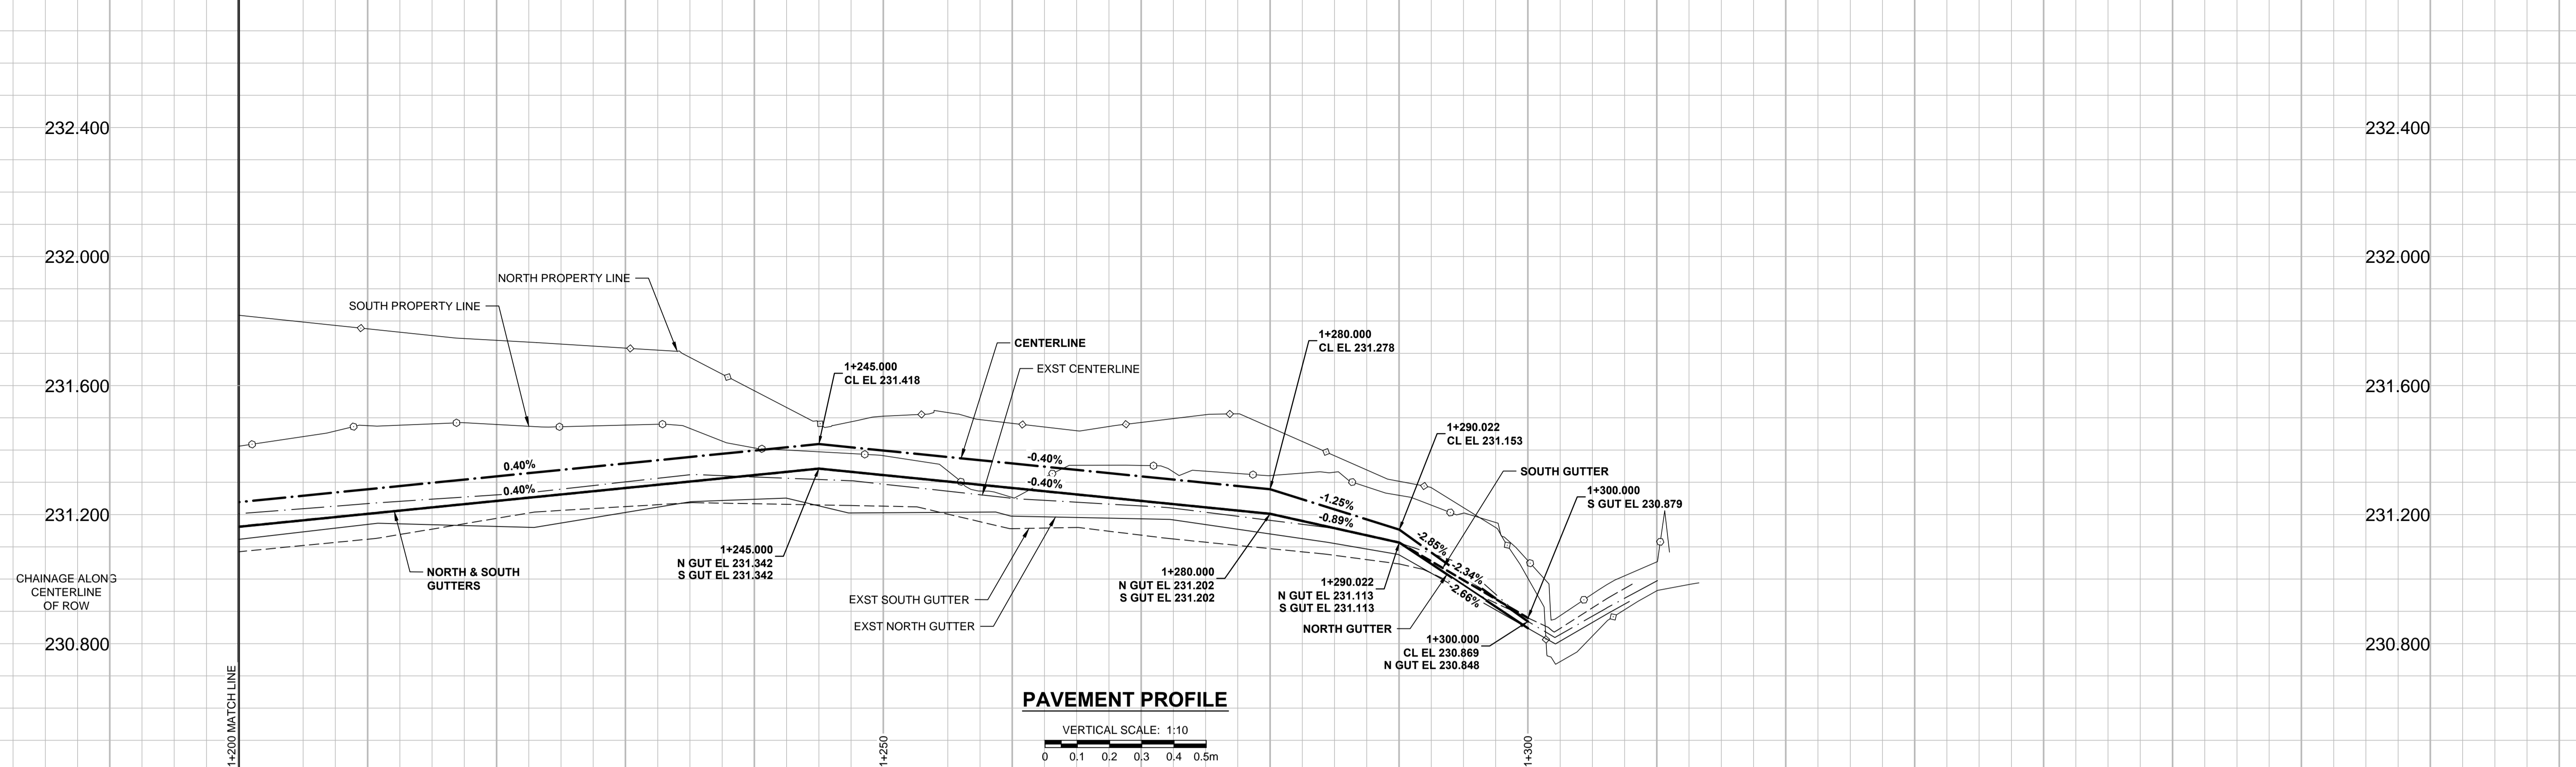 232.400
232.400
232.000
232.000
NORTH PROPERTY LINE
SOUTH PROPERTY LINE
1+280.000
CL EL 231.278
CENTERLINE
1+245.000
CL EL 231.418
EXST CENTERLINE
231.600
231.600
1+290.022
CL EL 231.153
0.40%
-0.40%
SOUTH GUTTER
0.40%
-0.40%
1+300.000
S GUT EL 230.879
-1.25%
231.200
-0.89%
231.200
-2.85%
-2.34%
-2.66%
1+245.000
N GUT EL 231.342
S GUT EL 231.342
NORTH & SOUTH
GUTTERS
1+280.000
N GUT EL 231.202
S GUT EL 231.202
1+290.022
N GUT EL 231.113
S GUT EL 231.113
CHAINAGE ALONG
CENTERLINE
OF ROW
EXST SOUTH GUTTER
EXST NORTH GUTTER
NORTH GUTTER
1+300.000
CL EL 230.869
N GUT EL 230.848
230.800
230.800
1+200 MATCH LINE
PAVEMENT PROFILE
VERTICAL SCALE: 1:10
0 0.1 0.2 0.3 0.4 0.5m
1+250
1+300